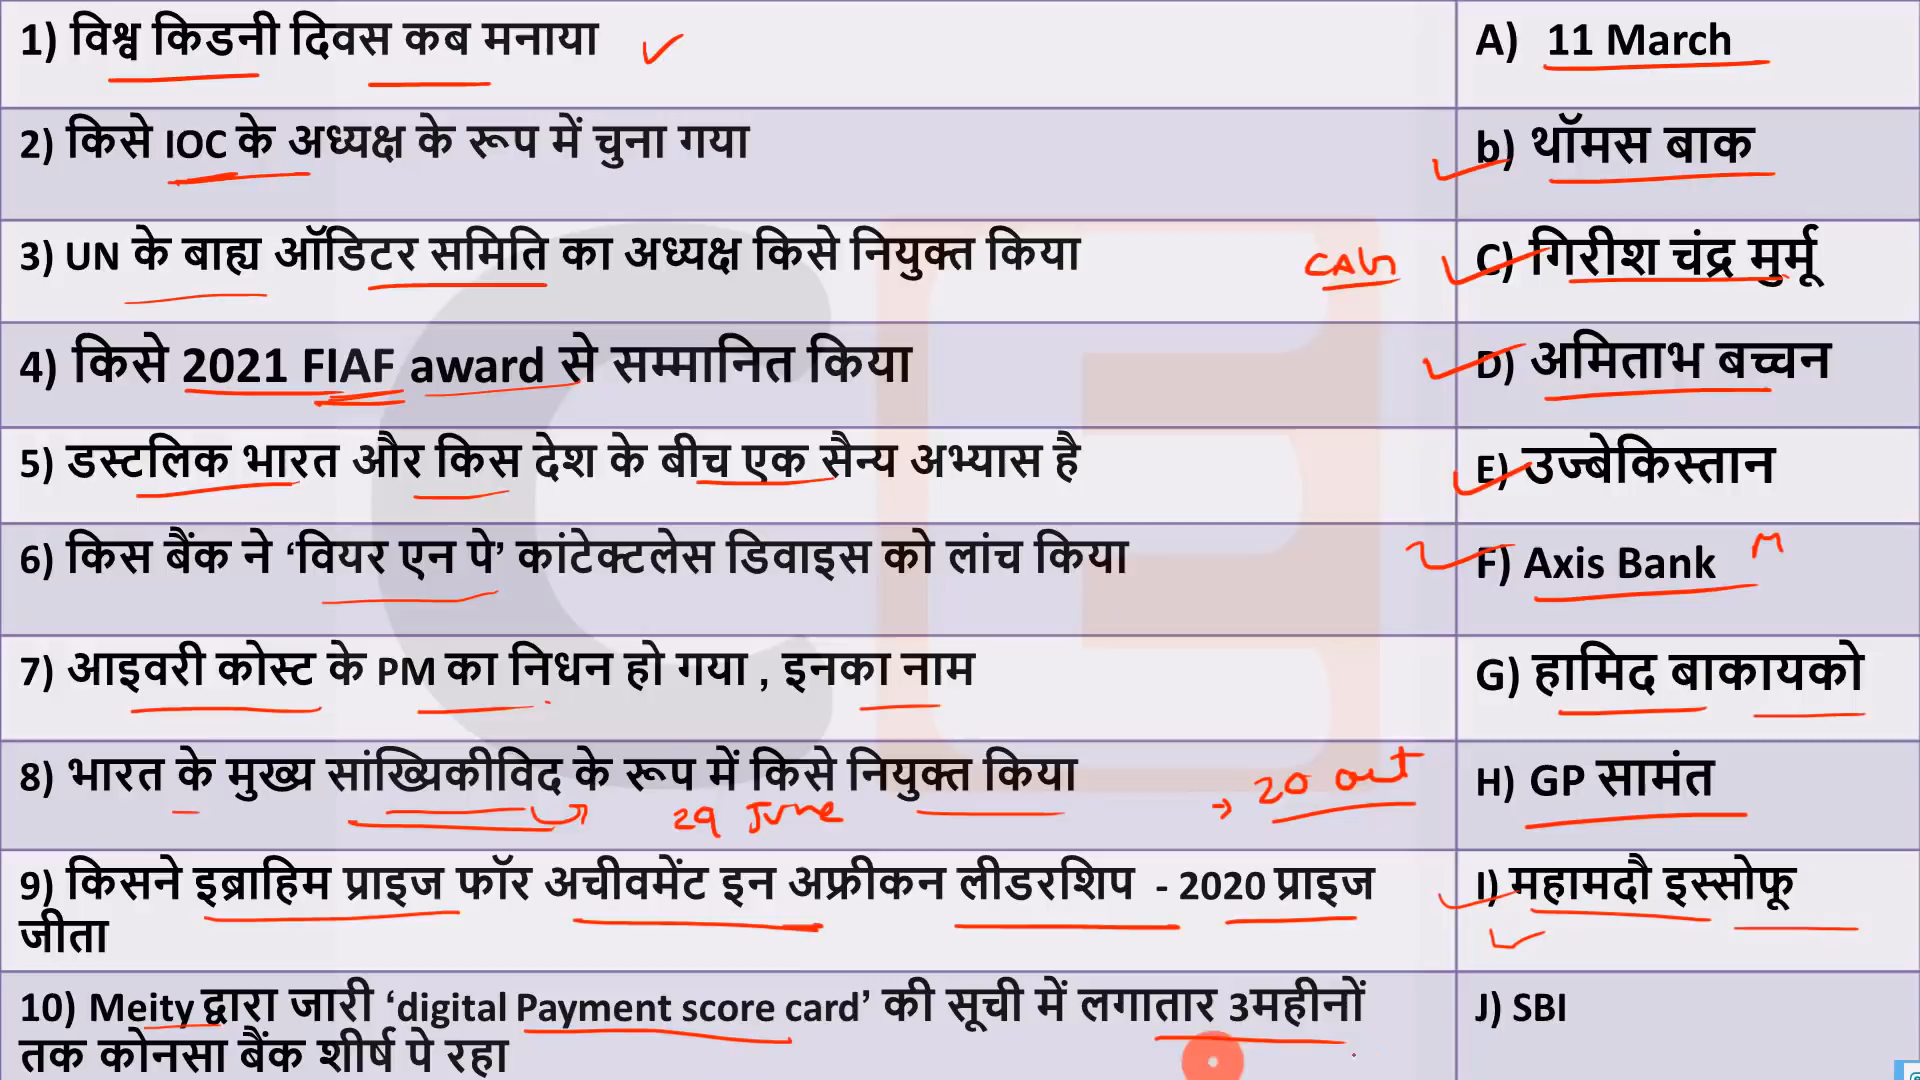 1) विश्व किडनी दिवस कब मनाया
A) 11 March
2) किसे IOC के अध्यक्ष के रूप में चुना गया
b) थॉमस बाक
3) UN के बाह्य ऑडिटर समिति का अध्यक्ष किसे नियुक्त किया
CAG
C) गिरीश चंद्र मुर्मू
4) किसे 2021 FIAF award से सम्मानित किया
D) अमिताभ बच्चन
5) डस्टलिक भारत और किस देश के बीच एक सैन्य अभ्यास है
E) उज्बेकिस्तान
6) किस बैंक ने ‘वियर एन पे’ कांटेक्टलेस डिवाइस को लांच किया
F) Axis Bank
7) आइवरी कोस्ट के PM का निधन हो गया , इनका नाम
G) हामिद बाकायको
8) भारत के मुख्य सांख्यिकीविद के रूप में किसे नियुक्त किया
29 June
20 oct
H) GP सामंत
9) किसने इब्राहिम प्राइज फॉर अचीवमेंट इन अफ्रीकन लीडरशिप - 2020 प्राइज
जीता
I) महामदौ इस्सोफू
10) Meity द्वारा जारी ‘digital Payment score card’ की सूची में लगातार 3महीनों
तक कोनसा बैंक शीर्ष पे रहा
J) SBI